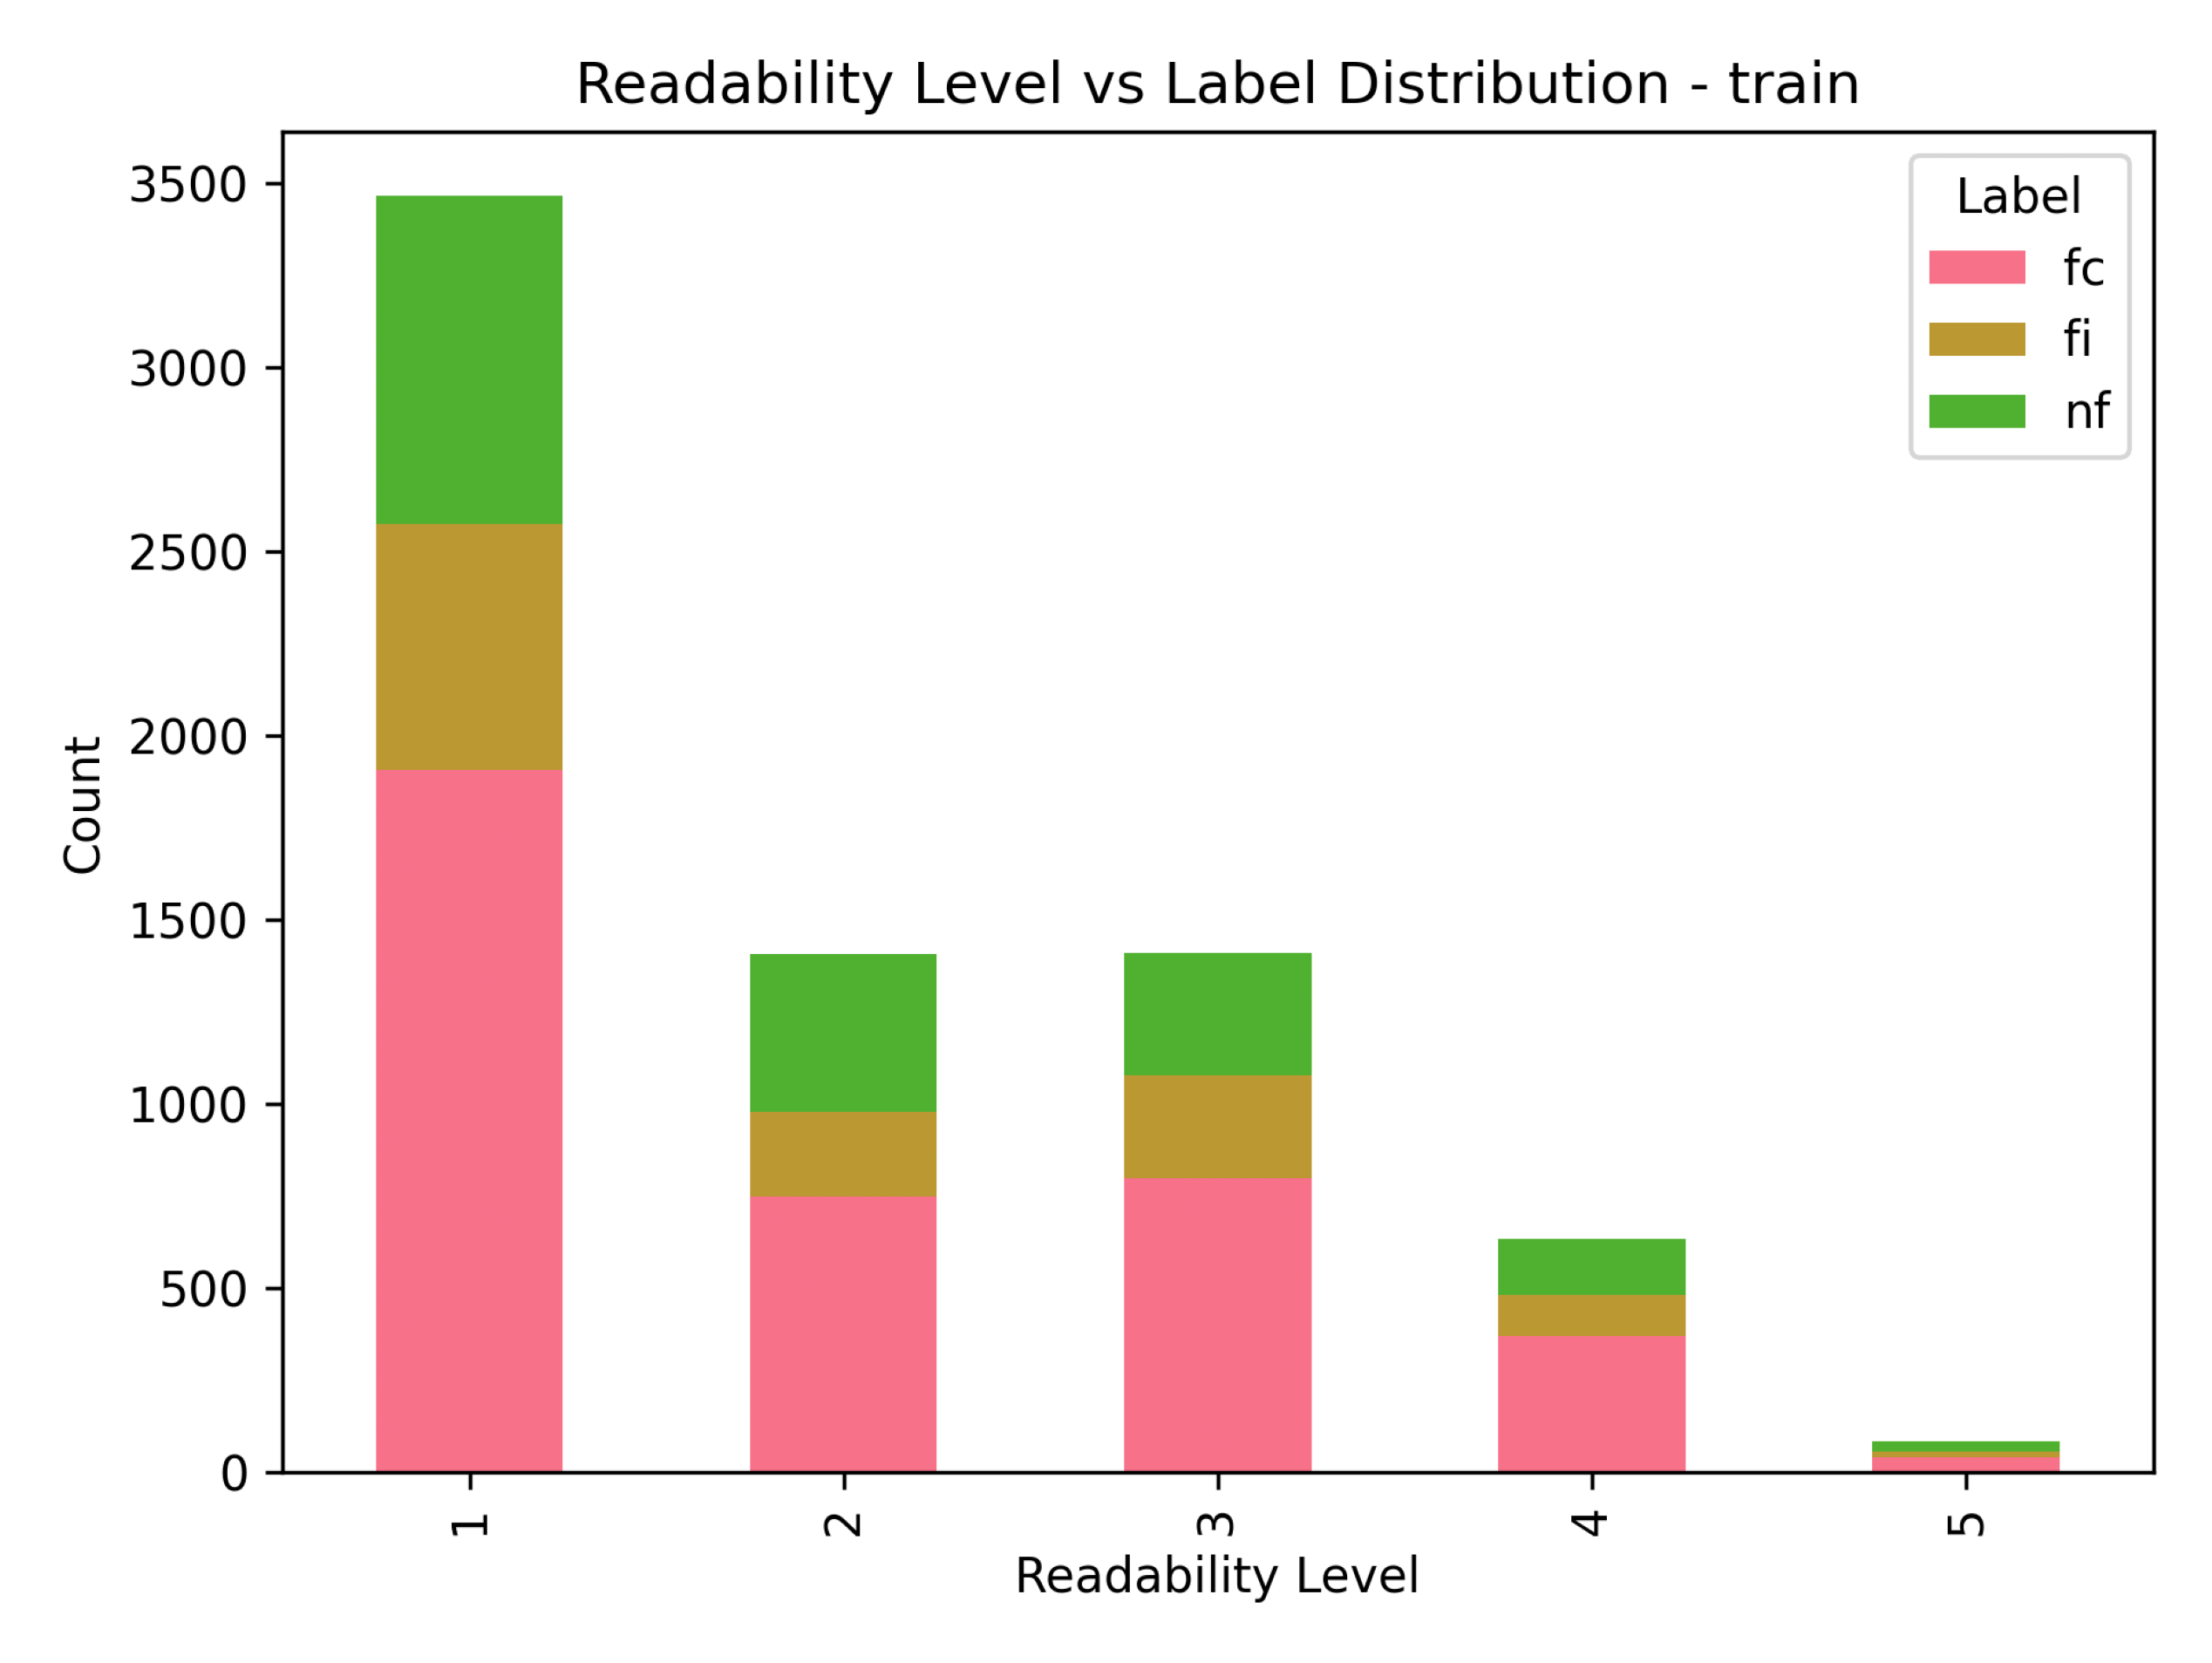 Readability Level vs Label Distribution - train
Label
fc
fi
nf
Count
3500
3000
2500
2000
1500
1000
500
0
1
2
3
4
5
Readability Level